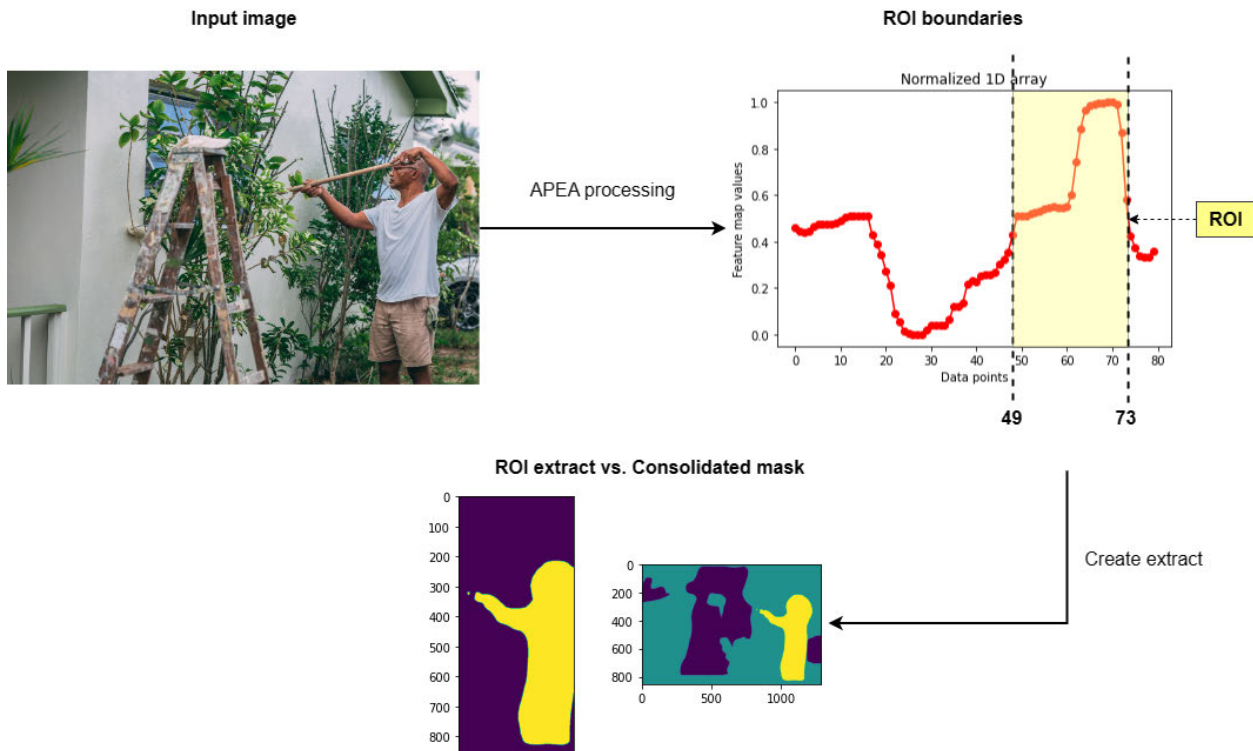 Input image
ROI boundaries
Normalized 1D array
APEA processing
Feature map values
1.0
0.8
0.6
0.4
0.2
0.0
ROI
0 10 20 30 40 50 60 70 80
Data points
49 73
ROI extract vs. Consolidated mask
0
100
200
300
400
500
600
700
800
0
200
400
600
800
0 500 1000
Create extract